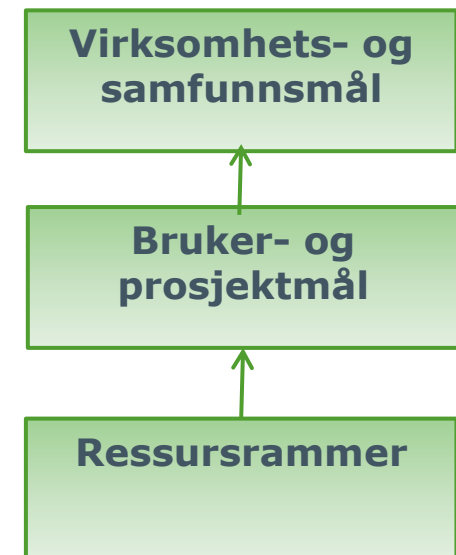 Virksomhets- og
samfunnsmål
Bruker- og
prosjektmål
Ressursrammer